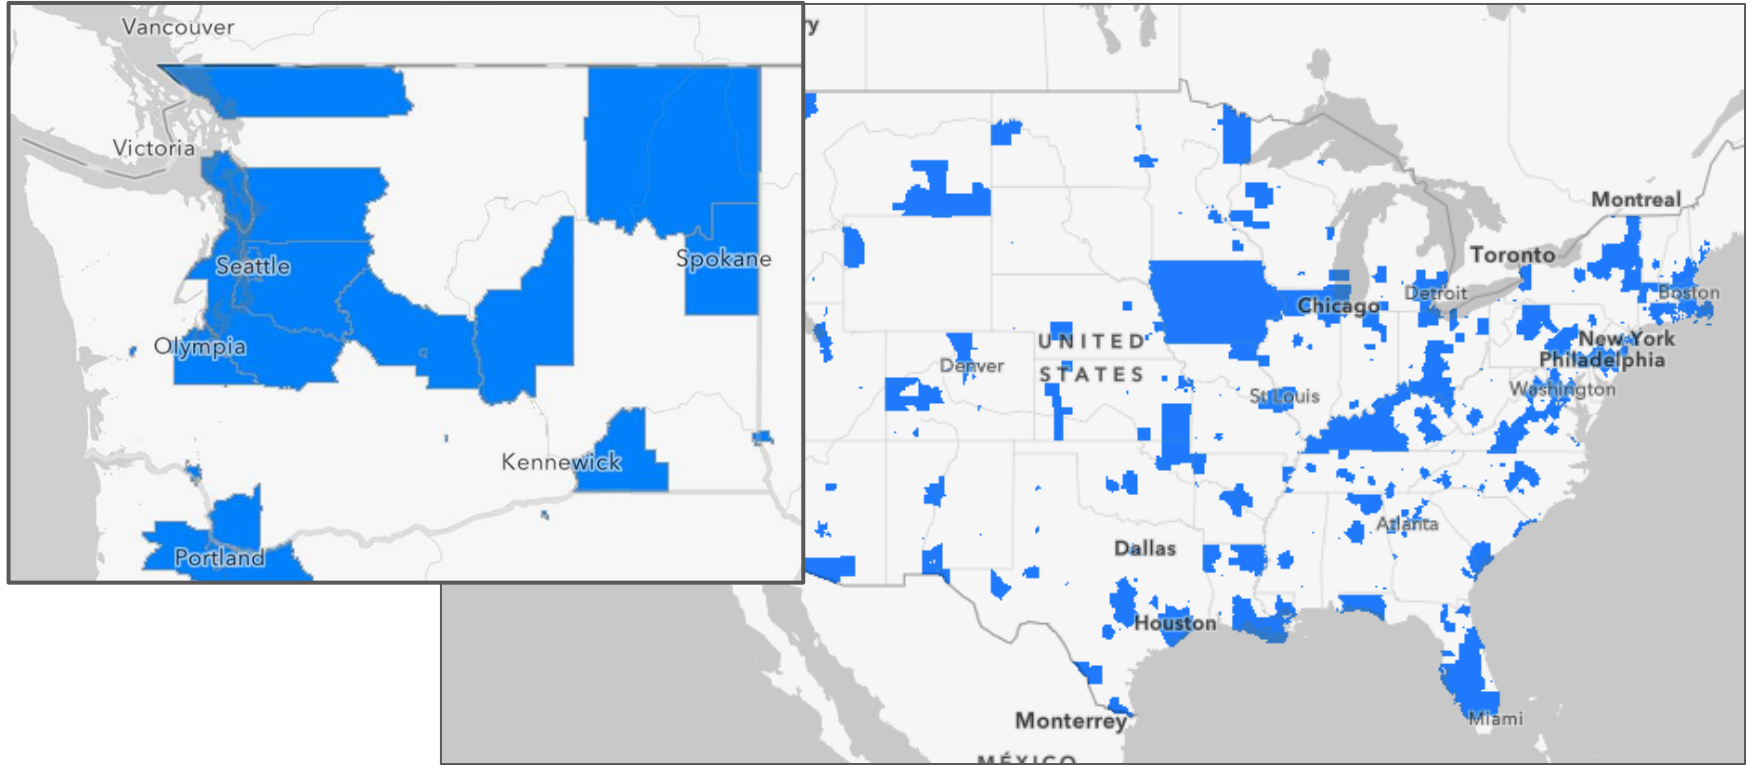 Vancouver
Victoria
Seattle
Spokane
Olympia
Kennewick
Portland
ry
Montreal
Toronto
Detroit
Boston
Chicago
UNITED
STATES
New York
Philadelphia
Denver
Washington
St Louis
Atlanta
Dallas
Houston
Miami
Monterrey
MÉXICO